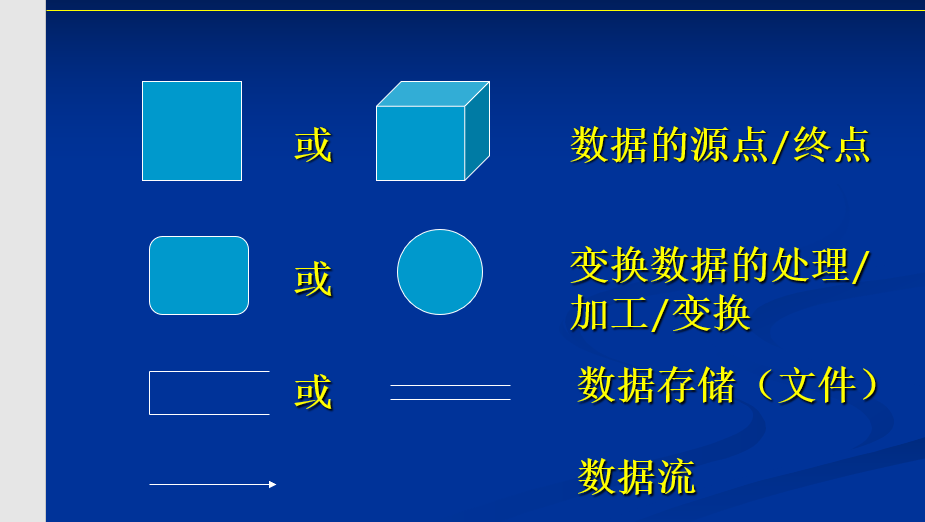 或 数据的源点/终点
或 变换数据的处理/
加工/变换
或 数据存储（文件）
数据流